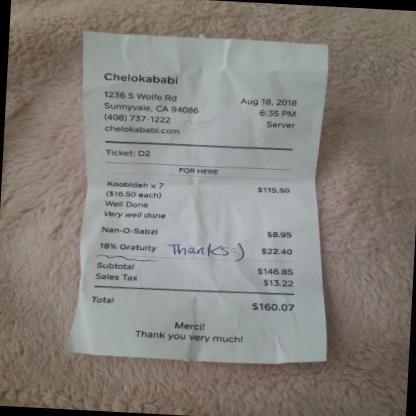 Chelokababi
1236 S Wolfe Rd
Sunnyvale, CA 94086
(408) 737-1222
chelokababi.com
Aug 18, 2018
6:35 PM
Server
Ticket: D2
FOR HERE
Koobideh x 7 $115.50
($16.50 each)
Well Done
Very well done
Nan-O-Sabzi $8.95
18% Gratuity Thanks :) $22.40
Subtotal $146.85
Sales Tax $13.22
Total $160.07
Merci!
Thank you very much!